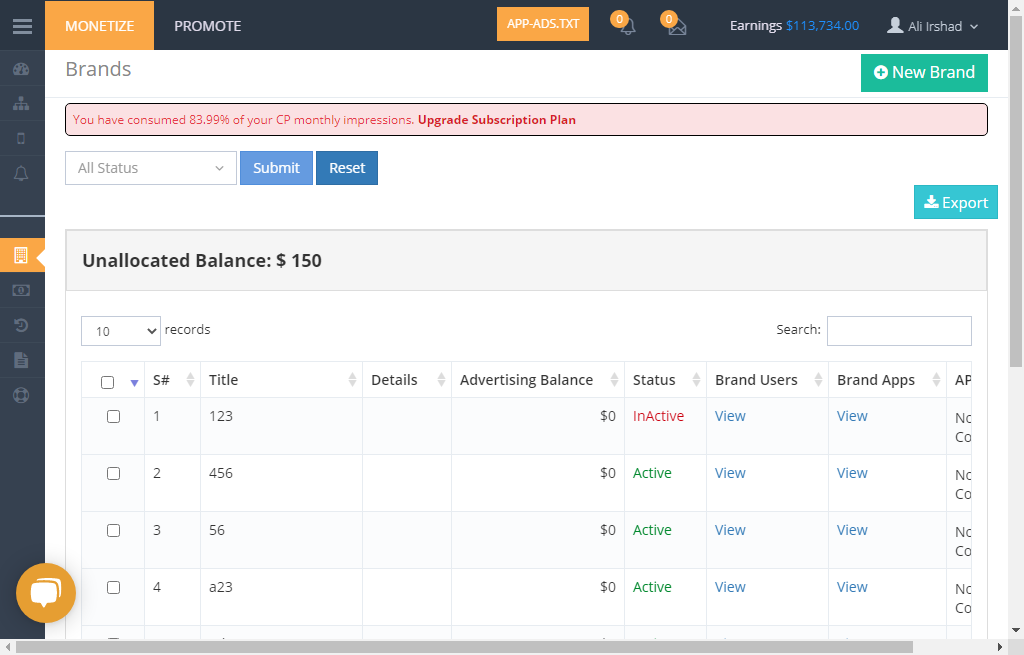 MONETIZE PROMOTE APP-ADS.TXT 0 0 Earnings $113,734.00 Ali Irshad
Brands
New Brand
You have consumed 83.99% of your CP monthly impressions. Upgrade Subscription Plan
All Status Submit Reset
Export
Unallocated Balance: $ 150
10 records Search:
S# Title Details Advertising Balance Status Brand Users Brand Apps AP
1 123 $0 InActive View View No
Co
2 456 $0 Active View View No
Co
3 56 $0 Active View View No
Co
4 a23 $0 Active View View No
Co